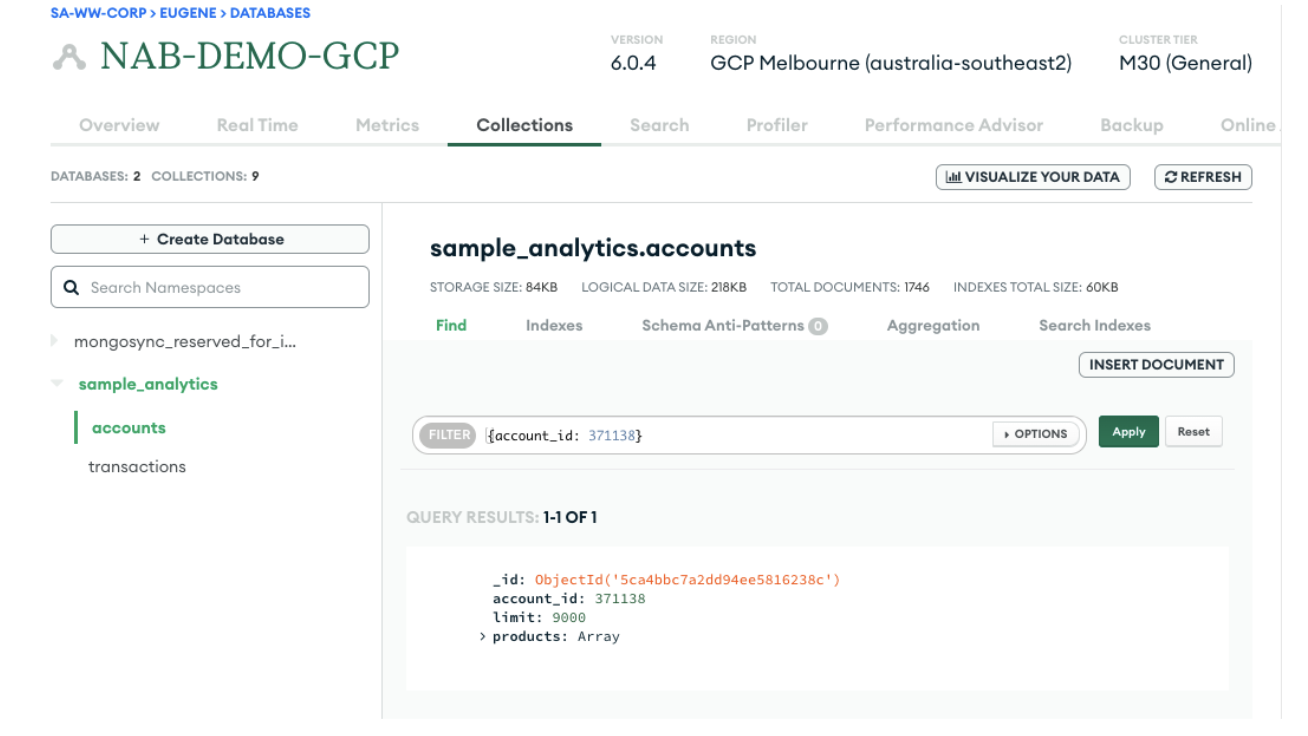 SA-WW-CORP > EUGENE > DATABASES
NAB-DEMO-GCP
VERSION
6.0.4
REGION
GCP Melbourne (australia-southeast2)
CLUSTER TIER
M30 (General)
Overview Real Time Metrics Collections Search Profiler Performance Advisor Backup Online
DATABASES: 2 COLLECTIONS: 9
VISUALIZE YOUR DATA
REFRESH
+ Create Database
Search Namespaces
mongosync_reserved_for_i...
sample_analytics
accounts
transactions
sample_analytics.accounts
STORAGE SIZE: 84KB LOGICAL DATA SIZE: 218KB TOTAL DOCUMENTS: 1746 INDEXES TOTAL SIZE: 60KB
Find Indexes Schema Anti-Patterns 0 Aggregation Search Indexes
INSERT DOCUMENT
FILTER {account_id: 371138} OPTIONS Apply Reset
QUERY RESULTS: 1-1 OF 1
_id: ObjectId('5ca4bbc7a2dd94ee5816238c')
account_id: 371138
limit: 9000
> products: Array